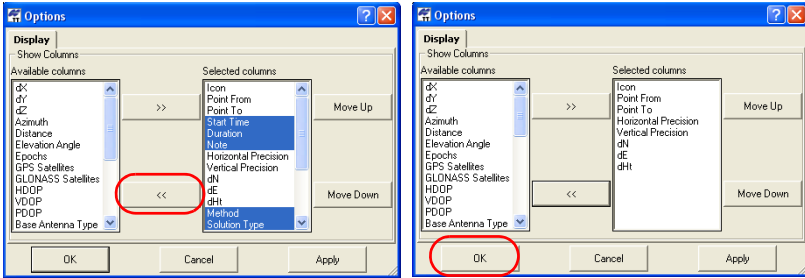 Options
Display
Show Columns
Available columns
dX
dY
dZ
Azimuth
Distance
Elevation Angle
Epochs
GPS Satellites
GLONASS Satellites
HDOP
VDOP
PDOP
Base Antenna Type
>>
<<
Selected columns
Icon
Point From
Point To
Start Time
Duration
Note
Horizontal Precision
Vertical Precision
dN
dE
dHt
Method
Solution Type
Move Up
Move Down
OK
Cancel
Apply
Options
Display
Show Columns
Available columns
dX
dY
dZ
Azimuth
Distance
Elevation Angle
Epochs
GPS Satellites
GLONASS Satellites
HDOP
VDOP
PDOP
Base Antenna Type
>>
<<
Selected columns
Icon
Point From
Point To
Horizontal Precision
Vertical Precision
dN
dE
dHt
Move Up
Move Down
OK
Cancel
Apply